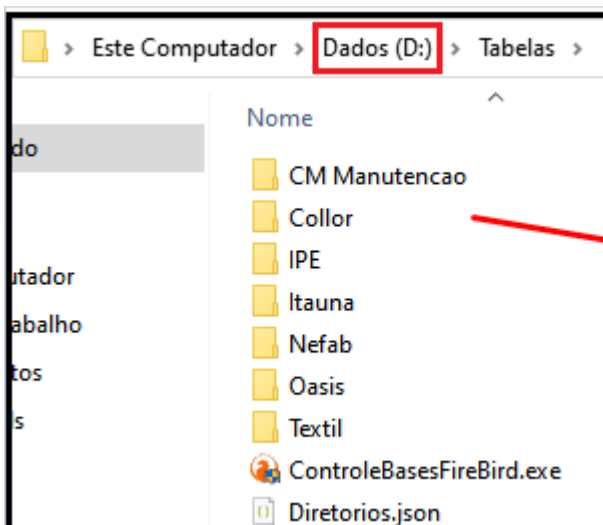 > Este Computador > Dados (D:) > Tabelas >
Nome
do
CM Manutencao
Collor
IPE
utador
Itauna
abalho
Nefab
tos
Oasis
s
Textil
ControleBasesFireBird.exe
Diretorios.json